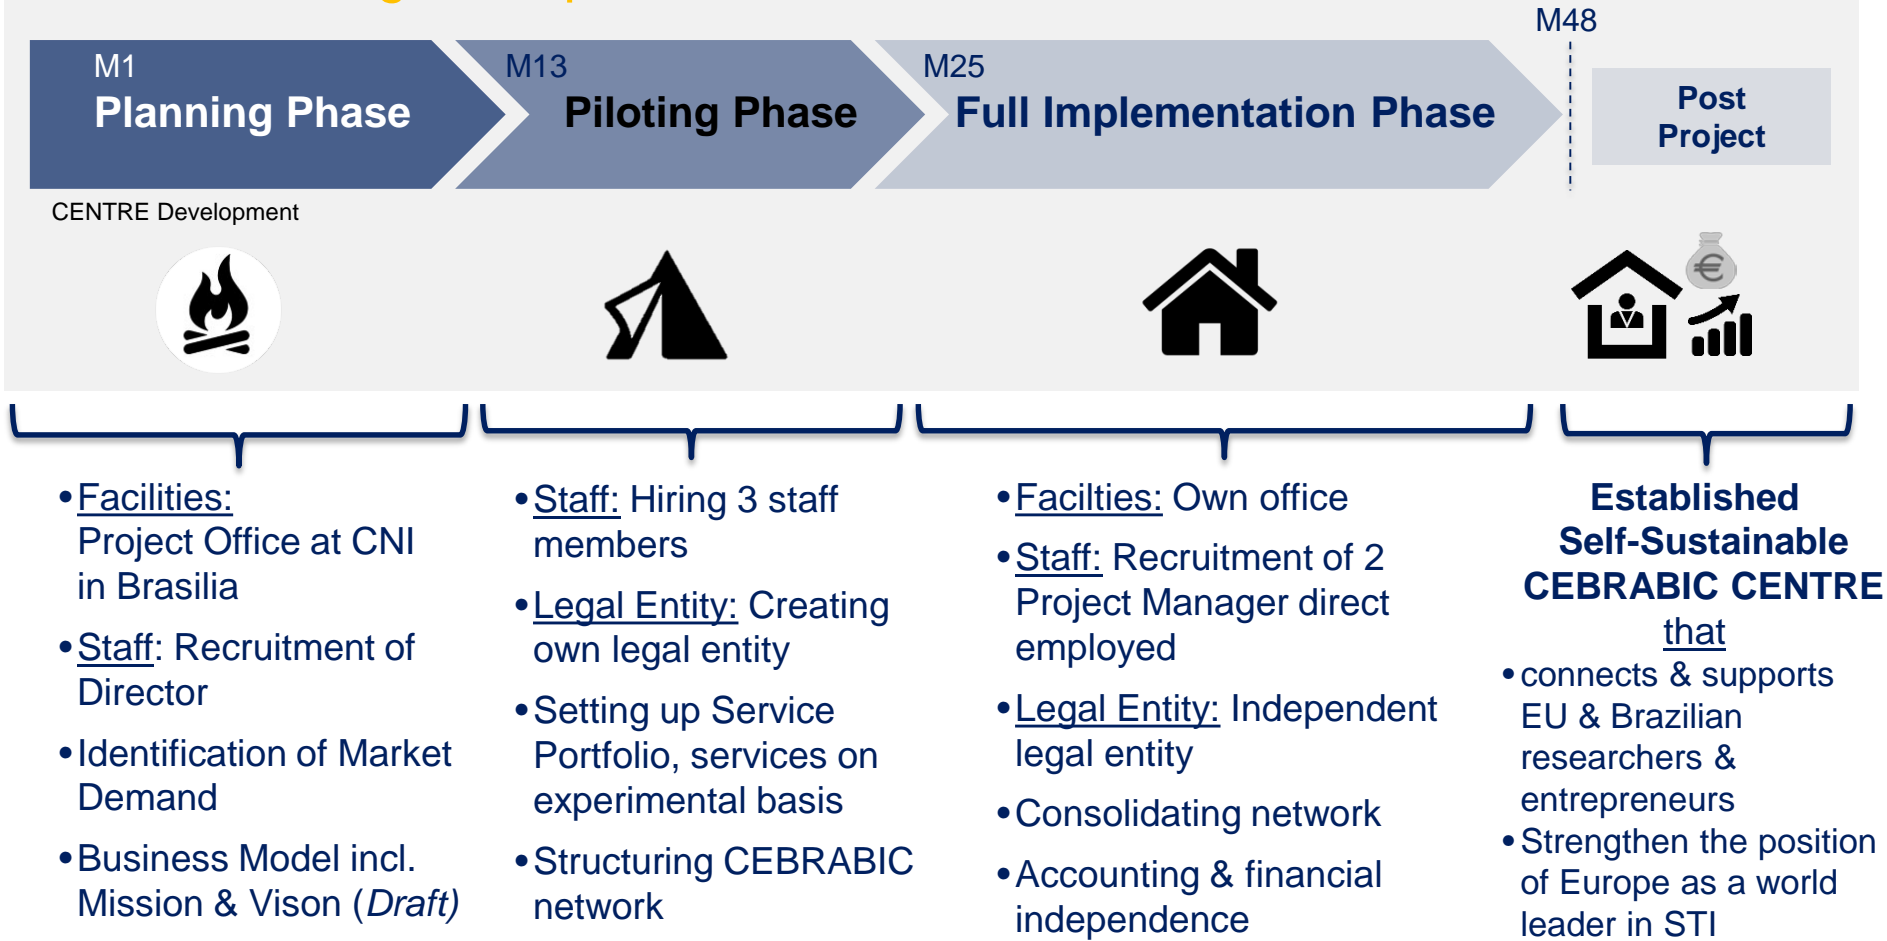 M48
M1
Planning Phase
M13
Piloting Phase
M25
Full Implementation Phase
Post
Project
CENTRE Development
€
•Facilities:
Project Office at CNI
in Brasilia
•Staff: Recruitment of
Director
•Identification of Market
Demand
•Business Model incl.
Mission & Vison (Draft)
•Staff: Hiring 3 staff
members
•Legal Entity: Creating
own legal entity
•Setting up Service
Portfolio, services on
experimental basis
•Structuring CEBRABIC
network
•Facilties: Own office
•Staff: Recruitment of 2
Project Manager direct
employed
•Legal Entity: Independent
legal entity
•Consolidating network
•Accounting & financial
independence
Established
Self-Sustainable
CEBRABIC CENTRE
that
•connects & supports
EU & Brazilian
researchers &
entrepreneurs
•Strengthen the position
of Europe as a world
leader in STI